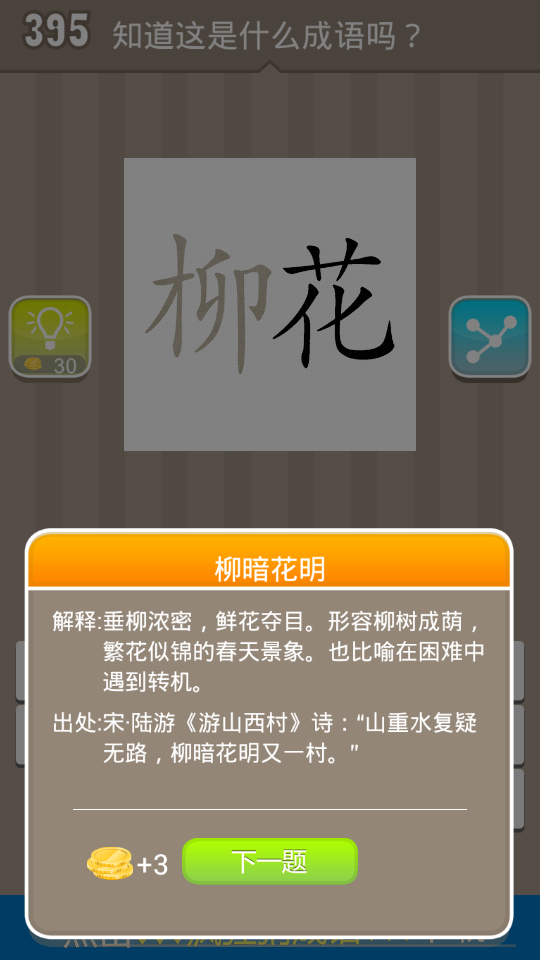 395 知道这是什么成语吗？
柳花
30
柳暗花明
解释:垂柳浓密，鲜花夺目。形容柳树成荫，
繁花似锦的春天景象。也比喻在困难中
遇到转机。
出处:宋·陆游《游山西村》诗：“山重水复疑
无路，柳暗花明又一村。”
+3
下一题